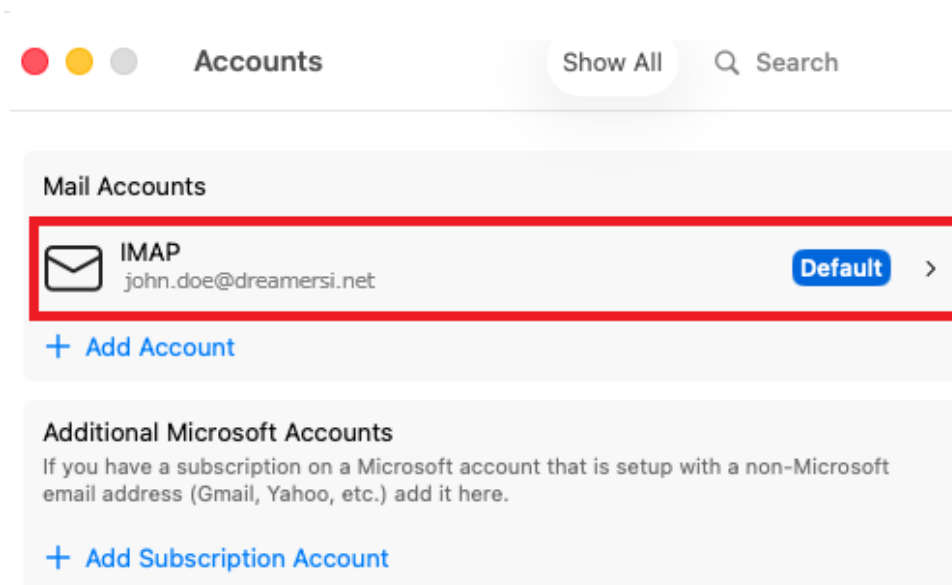 Accounts
Show All
Search
Mail Accounts
IMAP
john.doe@dreamersi.net
Default
+ Add Account
Additional Microsoft Accounts
If you have a subscription on a Microsoft account that is setup with a non-Microsoft
email address (Gmail, Yahoo, etc.) add it here.
+ Add Subscription Account